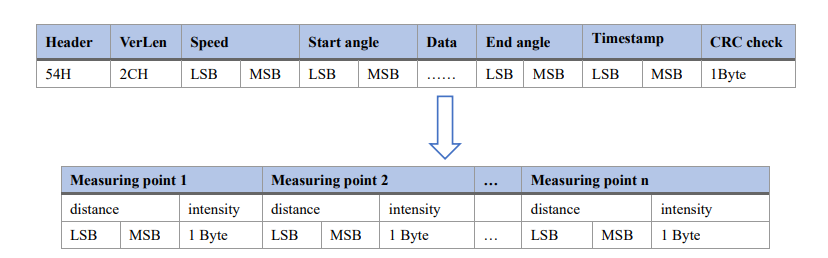 Header VerLen Speed Start angle Data End angle Timestamp CRC check
54H 2CH LSB MSB LSB MSB …… LSB MSB LSB MSB 1Byte
Measuring point 1 Measuring point 2 … Measuring point n
distance intensity distance intensity distance intensity
LSB MSB 1 Byte LSB MSB 1 Byte … LSB MSB 1 Byte